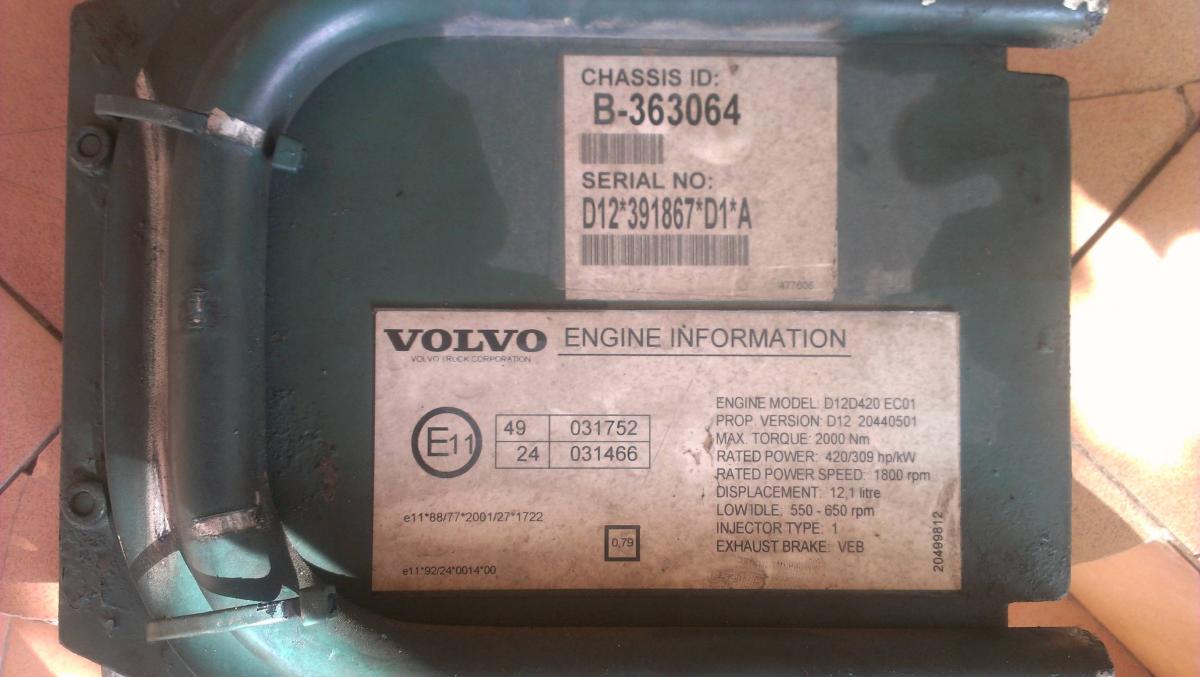 CHASSIS ID:
B-363064
SERIAL NO:
D12*391867*D1*A
477606
VOLVO ENGINE INFORMATION
VOLVO TRUCK CORPORATION
E11
49 031752
24 031466
e11*88/77*2001/27*1722
0,79
e11*92/24*0014*00
ENGINE MODEL: D12D420 EC01
PROP. VERSION: D12 20440501
MAX. TORQUE: 2000 Nm
RATED POWER: 420/309 hp/kW
RATED POWER SPEED: 1800 rpm
DISPLACEMENT: 12,1 litre
LOW IDLE: 550 - 650 rpm
INJECTOR TYPE: 1
EXHAUST BRAKE: VEB
20499812